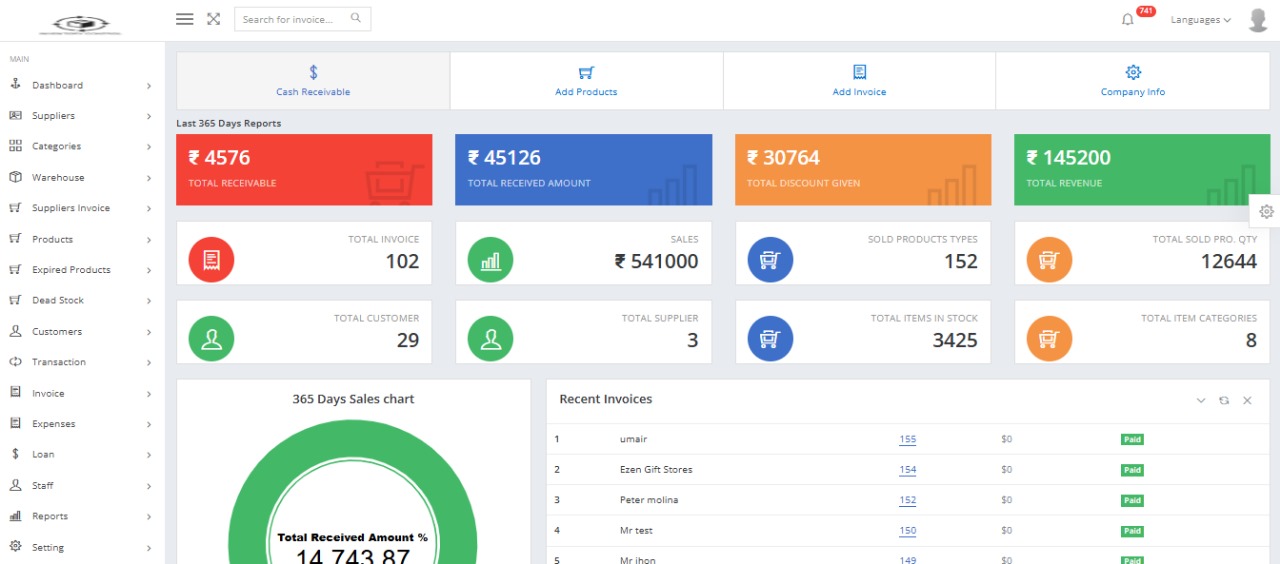 Search for invoice...
741
Languages
MAIN
Dashboard
Suppliers
Categories
Warehouse
Suppliers Invoice
Products
Expired Products
Dead Stock
Customers
Transaction
Invoice
Expenses
Loan
Staff
Reports
Setting
Cash Receivable
Add Products
Add Invoice
Company Info
Last 365 Days Reports
₹ 4576
TOTAL RECEIVABLE
₹ 45126
TOTAL RECEIVED AMOUNT
₹ 30764
TOTAL DISCOUNT GIVEN
₹ 145200
TOTAL REVENUE
TOTAL INVOICE
102
SALES
₹ 541000
SOLD PRODUCTS TYPES
152
TOTAL SOLD PRO. QTY
12644
TOTAL CUSTOMER
29
TOTAL SUPPLIER
3
TOTAL ITEMS IN STOCK
3425
TOTAL ITEM CATEGORIES
8
365 Days Sales chart
Total Received Amount %
14,743.87
Recent Invoices
1 umair 155 $0 Paid
2 Ezen Gift Stores 154 $0 Paid
3 Peter molina 152 $0 Paid
4 Mr test 150 $0 Paid
5 Mr jhon 149 $0 Paid